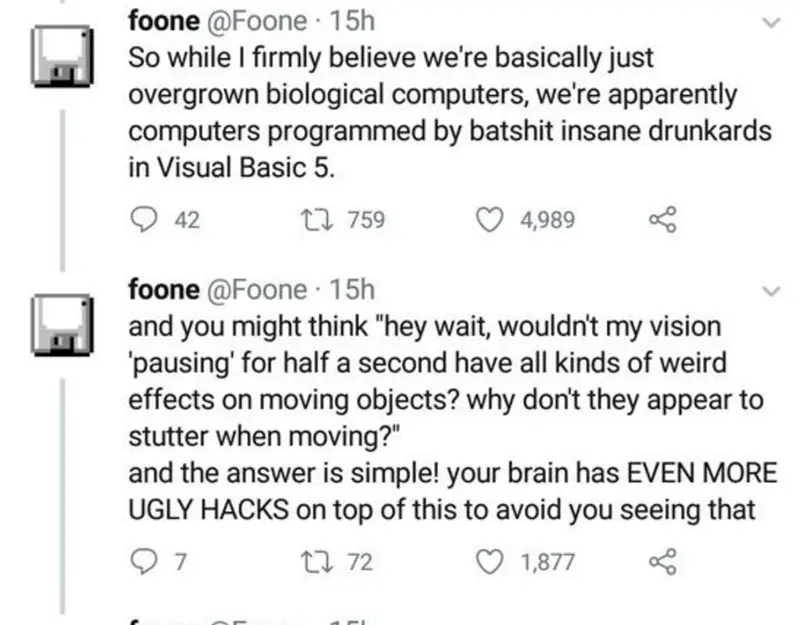 foone @Foone · 15h
So while I firmly believe we're basically just
overgrown biological computers, we're apparently
computers programmed by batshit insane drunkards
in Visual Basic 5.
42 759 4,989
foone @Foone · 15h
and you might think "hey wait, wouldn't my vision
'pausing' for half a second have all kinds of weird
effects on moving objects? why don't they appear to
stutter when moving?"
and the answer is simple! your brain has EVEN MORE
UGLY HACKS on top of this to avoid you seeing that
7 72 1,877